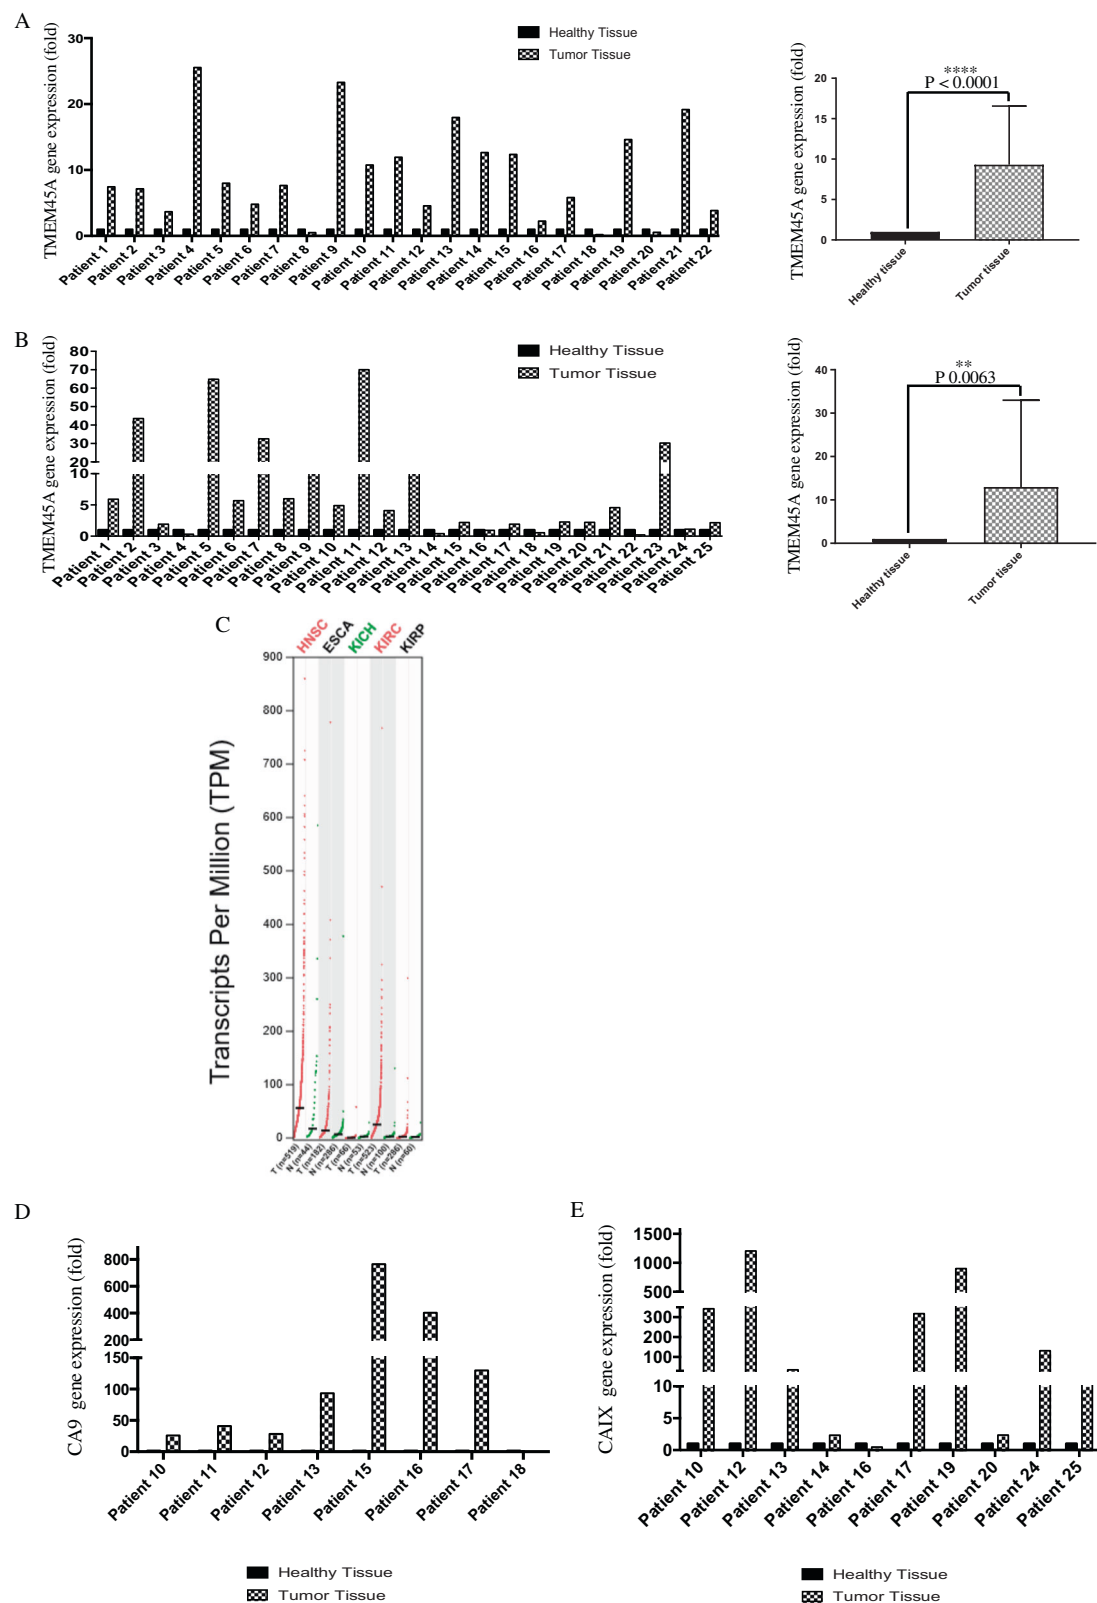 A
TMEM45A gene expression (fold)
30
20
10
0
Healthy Tissue
Tumor Tissue
Patient 1
Patient 2
Patient 3
Patient 4
Patient 5
Patient 6
Patient 7
Patient 8
Patient 9
Patient 10
Patient 11
Patient 12
Patient 13
Patient 14
Patient 15
Patient 16
Patient 17
Patient 18
Patient 19
Patient 20
Patient 21
Patient 22
TMEM45A gene expression (fold)
20
15
10
5
0
****
P < 0.0001
Healthy tissue
Tumor tissue
B
TMEM45A gene expression (fold)
80
70
60
50
40
30
20
10
5
0
Healthy Tissue
Tumor Tissue
Patient 1
Patient 2
Patient 3
Patient 4
Patient 5
Patient 6
Patient 7
Patient 8
Patient 9
Patient 10
Patient 11
Patient 12
Patient 13
Patient 14
Patient 15
Patient 16
Patient 17
Patient 18
Patient 19
Patient 20
Patient 21
Patient 22
Patient 23
Patient 24
Patient 25
TMEM45A gene expression (fold)
40
30
20
10
0
**
P 0.0063
Healthy tissue
Tumor tissue
C
HNSC
ESCA
KICH
KIRC
KIRP
Transcripts Per Million (TPM)
900
800
700
600
500
400
300
200
100
0
T (n=519)
N (n=44)
T (n=182)
N (n=286)
T (n=66)
N (n=53)
T (n=523)
N (n=100)
T (n=286)
N (n=60)
D
CA9 gene expression (fold)
800
600
400
200
150
100
50
0
Patient 10
Patient 11
Patient 12
Patient 13
Patient 15
Patient 16
Patient 17
Patient 18
Healthy Tissue
Tumor Tissue
E
CAIX gene expression (fold)
1500
1000
500
300
200
100
10
5
0
Patient 10
Patient 12
Patient 13
Patient 14
Patient 16
Patient 17
Patient 19
Patient 20
Patient 24
Patient 25
Healthy Tissue
Tumor Tissue